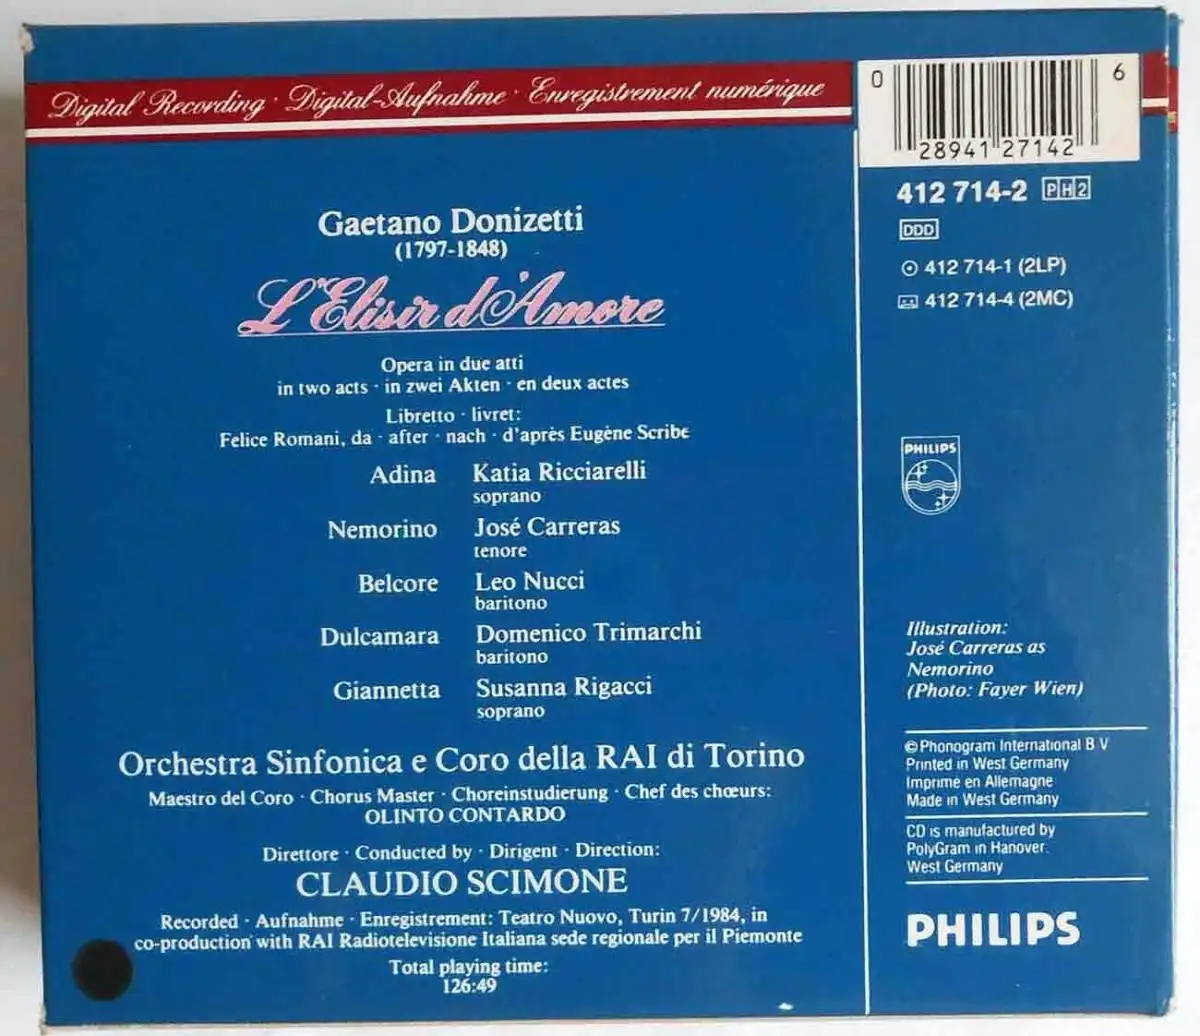 Digital Recording · Digital-Aufnahme · Enregistrement numérique
Gaetano Donizetti
(1797-1848)
L'Elisir d'Amore
Opera in due atti
in two acts · in zwei Akten · en deux actes
Libretto · livret:
Felice Romani, da · after · nach · d'après Eugène Scribe
Adina Katia Ricciarelli
soprano
Nemorino José Carreras
tenore
Belcore Leo Nucci
baritono
Dulcamara Domenico Trimarchi
baritono
Giannetta Susanna Rigacci
soprano
Orchestra Sinfonica e Coro della RAI di Torino
Maestro del Coro · Chorus Master · Choreinstudierung · Chef des chœurs:
OLINTO CONTARDO
Direttore · Conducted by · Dirigent · Direction:
CLAUDIO SCIMONE
Recorded · Aufnahme · Enregistrement: Teatro Nuovo, Turin 7/1984, in
co-production with RAI Radiotelevisione Italiana sede regionale per il Piemonte
Total playing time:
126:49
0 28941 27142 6
412 714-2 PH2
DDD
412 714-1 (2LP)
412 714-4 (2MC)
PHILIPS
Illustration:
José Carreras as
Nemorino
(Photo: Fayer Wien)
© Phonogram International B V
Printed in West Germany
Imprimé en Allemagne
Made in West Germany
CD is manufactured by
PolyGram in Hanover.
West Germany
PHILIPS